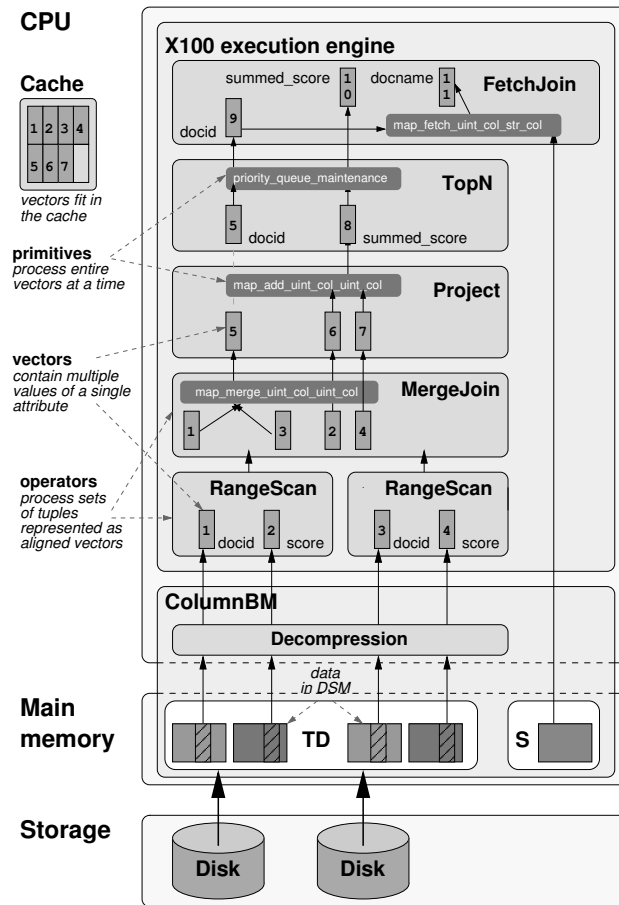 CPU
X100 execution engine
Cache
1 2 3 4
5 6 7
vectors fit in
the cache
summed_score
1
0
docname
1
1
FetchJoin
docid
9
map_fetch_uint_col_str_col
priority_queue_maintenance
TopN
5
docid
8
summed_score
primitives
process entire
vectors at a time
map_add_uint_col_uint_col
Project
5
6
7
vectors
contain multiple
values of a single
attribute
map_merge_uint_col_uint_col
MergeJoin
1
3
2
4
operators
process sets
of tuples
represented as
aligned vectors
RangeScan
1
docid
2
score
RangeScan
3
docid
4
score
ColumnBM
Decompression
data
in DSM
Main
memory
TD
S
Storage
Disk
Disk